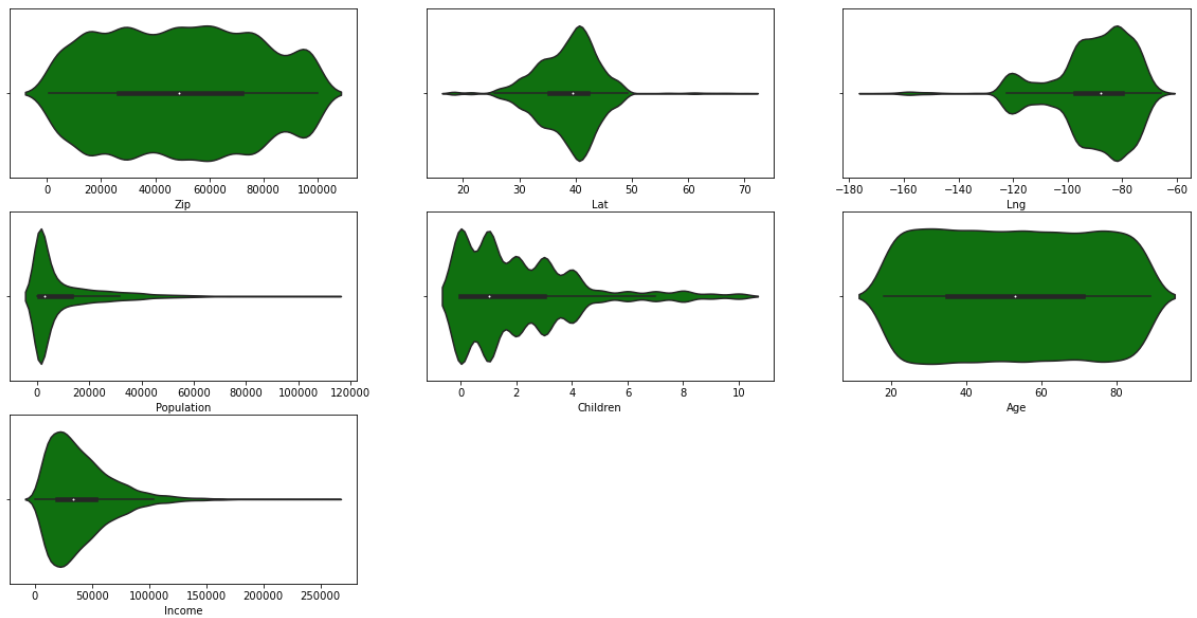 0 20000 40000 60000 80000 100000
Zip
20 30 40 50 60 70
Lat
−180 −160 −140 −120 −100 −80 −60
Lng
0 20000 40000 60000 80000 100000 120000
Population
0 2 4 6 8 10
Children
20 40 60 80
Age
0 50000 100000 150000 200000 250000
Income